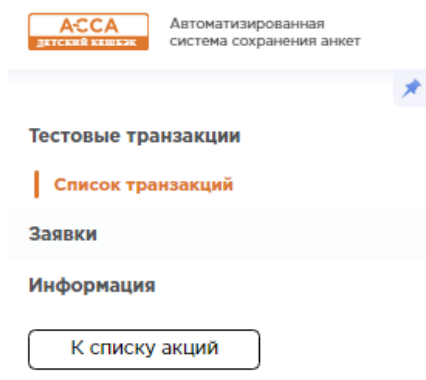 АССА
ДЕТСКИЙ КЕШБЭК
Автоматизированная
система сохранения анкет
Тестовые транзакции
Список транзакций
Заявки
Информация
К списку акций